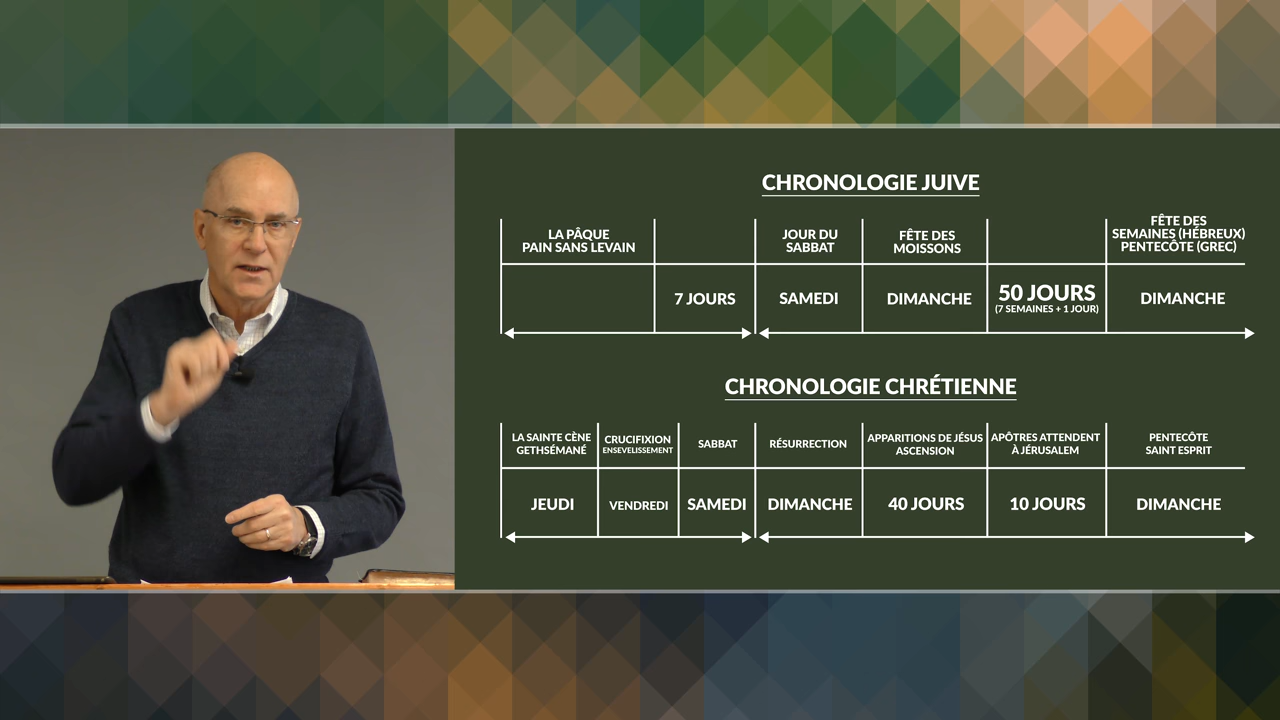 CHRONOLOGIE JUIVE
LA PÂQUE
PAIN SANS LEVAIN
JOUR DU
SABBAT
FÊTE DES
MOISSONS
FÊTE DES
SEMAINES (HÉBREUX)
PENTECÔTE (GREC)
7 JOURS
SAMEDI
DIMANCHE
50 JOURS
(7 SEMAINES + 1 JOUR)
DIMANCHE
CHRONOLOGIE CHRÉTIENNE
LA SAINTE CÈNE
GETHSÉMANÉ
CRUCIFIXION
ENSEVELISSEMENT
SABBAT
RÉSURRECTION
APPARITIONS DE JÉSUS
ASCENSION
APÔTRES ATTENDENT
À JÉRUSALEM
PENTECÔTE
SAINT ESPRIT
JEUDI
VENDREDI
SAMEDI
DIMANCHE
40 JOURS
10 JOURS
DIMANCHE